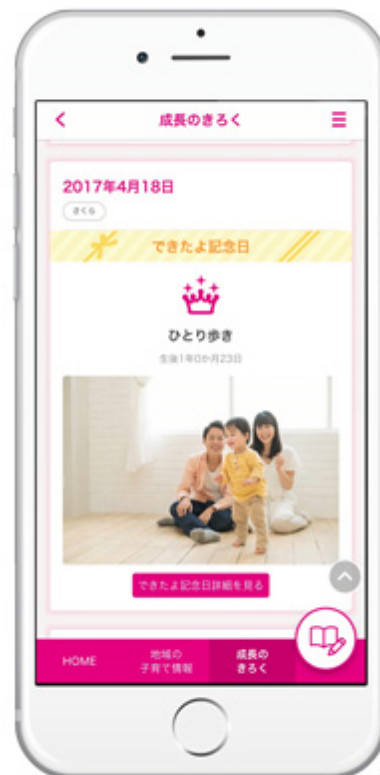 成長のきろく
2017年4月18日
さくら
できたよ記念日
ひとり歩き
生後1年0か月23日
できたよ記念日詳細を見る
HOME
地域の
子育て情報
成長の
きろく